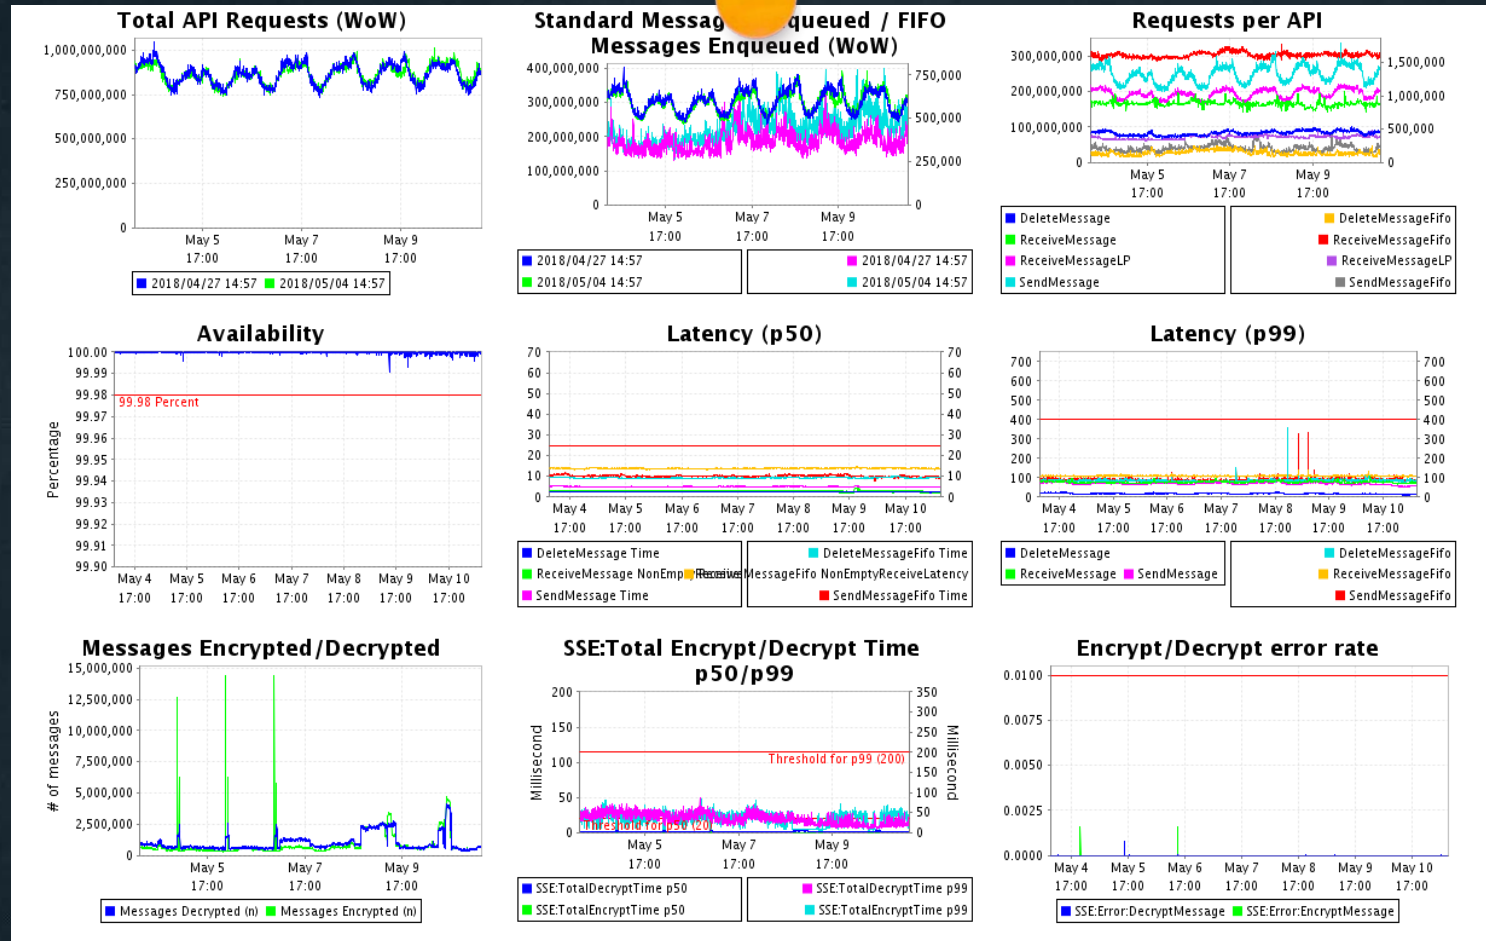 Total API Requests (WoW)
1,000,000,000
750,000,000
500,000,000
250,000,000
0
May 5 May 7 May 9
17:00 17:00 17:00
2018/04/27 14:57 2018/05/04 14:57
Standard Messag queued / FIFO
Messages Enqueued (WoW)
400,000,000
300,000,000
200,000,000
100,000,000
0
750,000
500,000
250,000
0
May 5 May 7 May 9
17:00 17:00 17:00
2018/04/27 14:57 2018/04/27 14:57
2018/05/04 14:57 2018/05/04 14:57
Requests per API
300,000,000
200,000,000
100,000,000
0
1,500,000
1,000,000
500,000
0
May 5 May 7 May 9
17:00 17:00 17:00
DeleteMessage DeleteMessageFifo
ReceiveMessage ReceiveMessageFifo
ReceiveMessageLP ReceiveMessageLP
SendMessage SendMessageFifo
Availability
Percentage
100.00
99.99
99.98
99.97
99.96
99.95
99.94
99.93
99.92
99.91
99.90
99.98 Percent
May 4 May 5 May 6 May 7 May 8 May 9 May 10
17:00 17:00 17:00 17:00 17:00 17:00 17:00
Latency (p50)
70
60
50
40
30
20
10
0
70
60
50
40
30
20
10
0
May 4 May 5 May 6 May 7 May 8 May 9 May 10
17:00 17:00 17:00 17:00 17:00 17:00 17:00
DeleteMessage Time DeleteMessageFifo Time
ReceiveMessage MessageFifo NonEmptyReceiveLatency
SendMessage Time SendMessageFifo Time
Latency (p99)
700
600
500
400
300
200
100
0
700
600
500
400
300
200
100
0
May 4 May 5 May 6 May 7 May 8 May 9 May 10
17:00 17:00 17:00 17:00 17:00 17:00 17:00
DeleteMessage DeleteMessageFifo
ReceiveMessage SendMessage ReceiveMessageFifo
SendMessageFifo
Messages Encrypted/Decrypted
# of messages
15,000,000
12,500,000
10,000,000
7,500,000
5,000,000
2,500,000
0
May 5 May 7 May 9
17:00 17:00 17:00
Messages Decrypted (n) Messages Encrypted (n)
SSE:Total Encrypt/Decrypt Time
p50/p99
Millisecond
200
150
100
50
0
350
300
250
200
150
100
50
0
Millisecond
Threshold for p99 (200)
Threshold for p50 (20)
May 5 May 7 May 9
17:00 17:00 17:00
SSE:TotalDecryptTime p50 SSE:TotalDecryptTime p99
SSE:TotalEncryptTime p50 SSE:TotalEncryptTime p99
Encrypt/Decrypt error rate
0.0100
0.0075
0.0050
0.0025
0.0000
May 4 May 5 May 6 May 7 May 8 May 9 May 10
17:00 17:00 17:00 17:00 17:00 17:00 17:00
SSE:Error:DecryptMessage SSE:Error:EncryptMessage